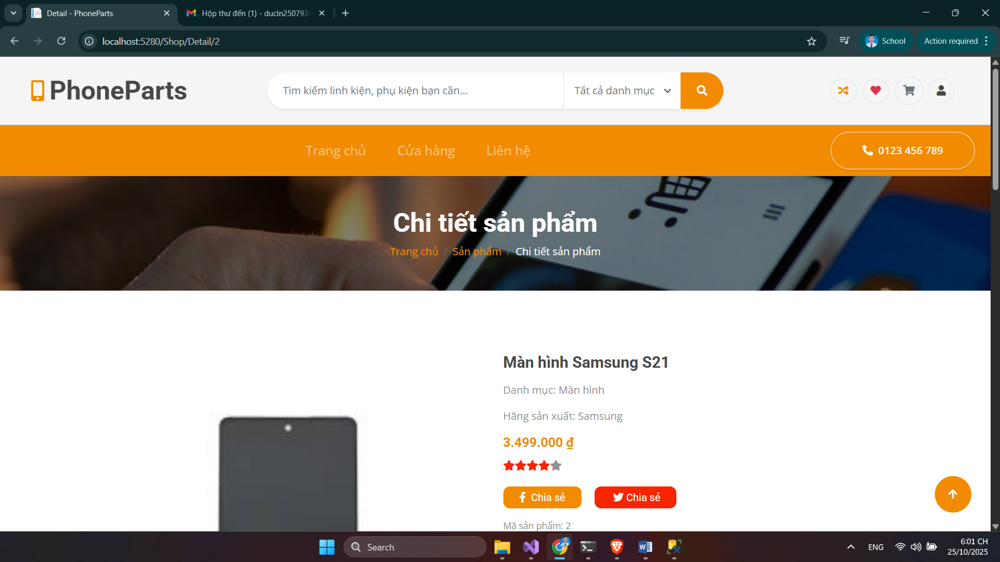 Detail - PhoneParts
Hộp thư đến (1) - ducln250793
localhost:5280/Shop/Detail/2
School
Action required
PhoneParts
Tìm kiếm linh kiện, phụ kiện bạn cần...
Tất cả danh mục
Trang chủ
Cửa hàng
Liên hệ
0123 456 789
Chi tiết sản phẩm
Trang chủ / Sản phẩm / Chi tiết sản phẩm
Màn hình Samsung S21
Danh mục: Màn hình
Hãng sản xuất: Samsung
3.499.000 ₫
Chia sẻ
Chia sẻ
Mã sản phẩm: 2
Search
ENG
6:01 CH
25/10/2025